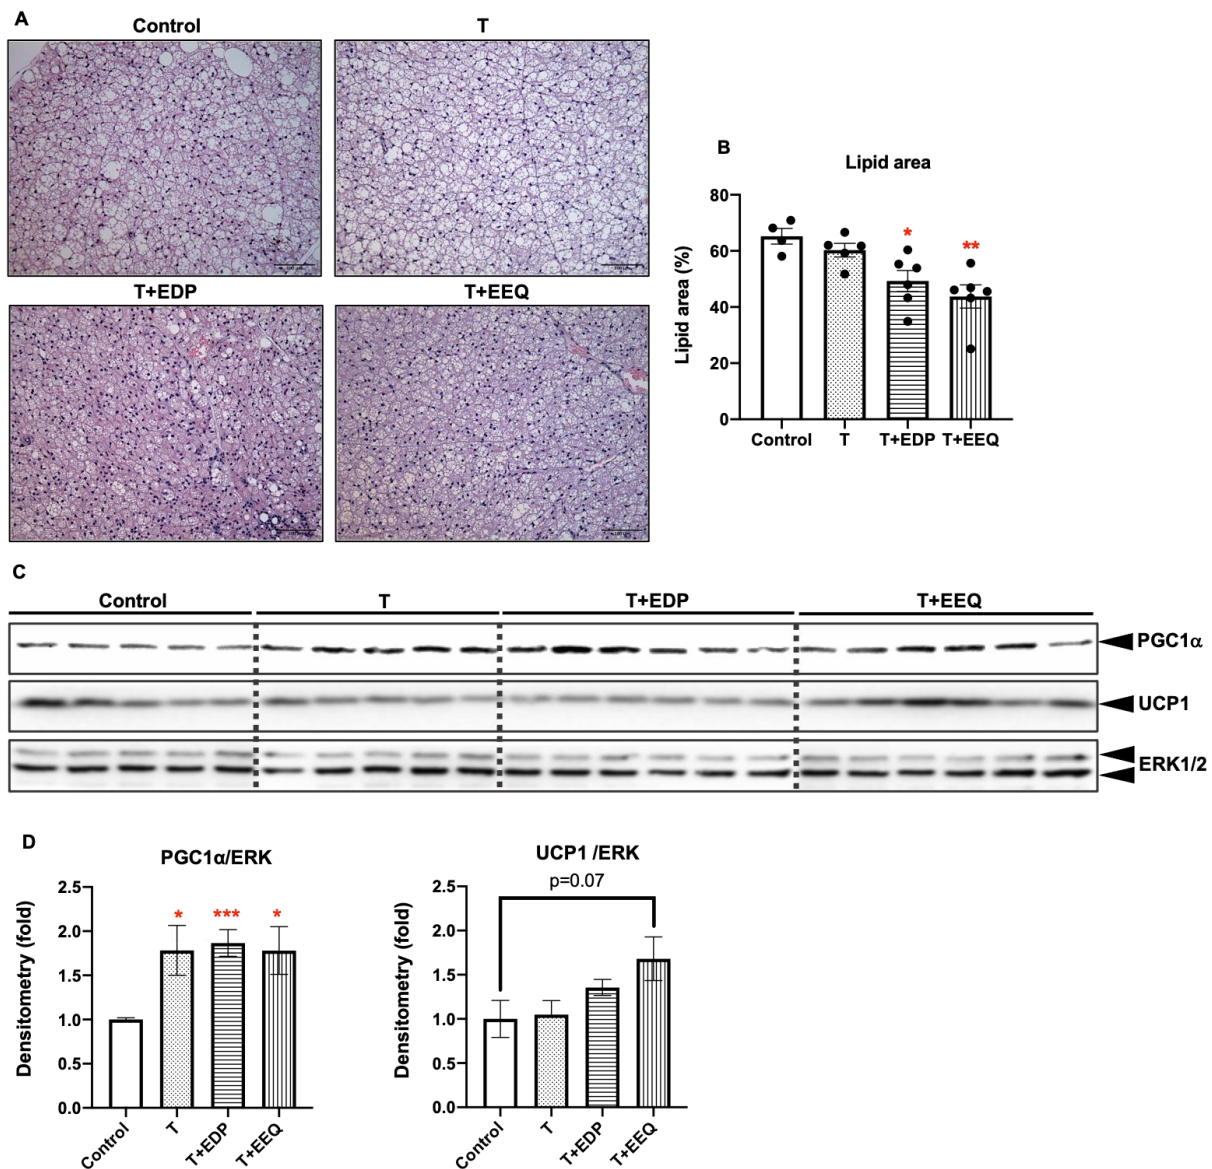 A
Control
T
T+EDP
T+EEQ
B
Lipid area
Lipid area (%)
80
60
40
20
0
*
**
Control
T
T+EDP
T+EEQ
C
Control
T
T+EDP
T+EEQ
PGC1α
UCP1
ERK1/2
D
PGC1α/ERK
Densitometry (fold)
2.5
2.0
1.5
1.0
0.5
0.0
*
***
*
Control
T
T+EDP
T+EEQ
UCP1 /ERK
p=0.07
Densitometry (fold)
2.5
2.0
1.5
1.0
0.5
0.0
Control
T
T+EDP
T+EEQ